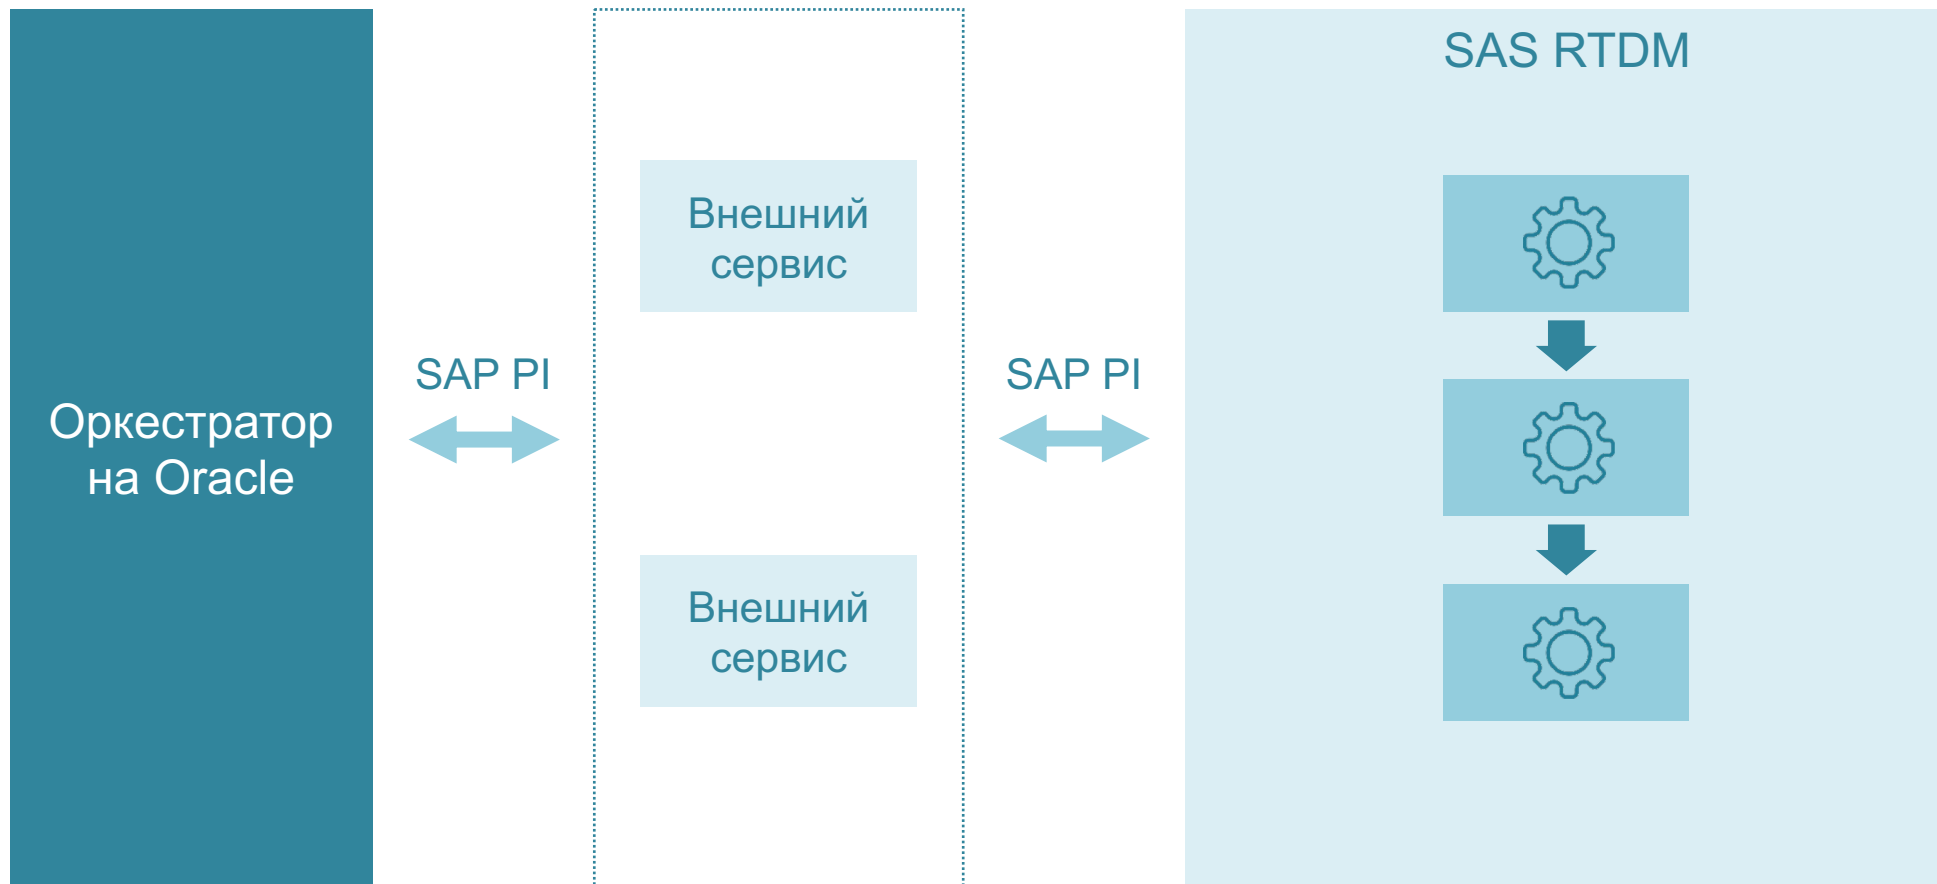 SAS RTDM
Внешний
сервис
SAP PI
SAP PI
Оркестратор
на Oracle
Внешний
сервис